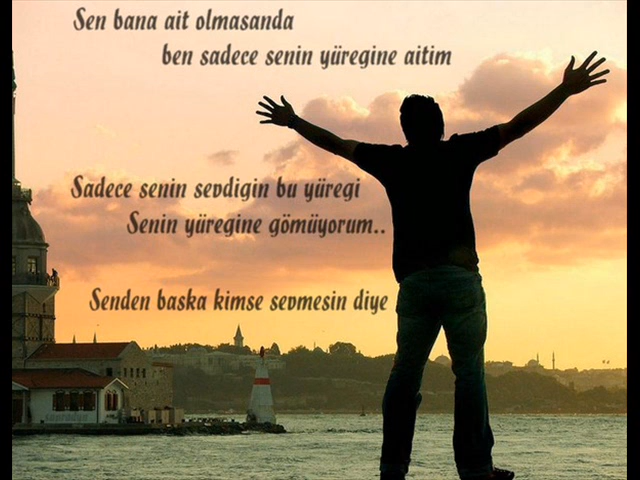 Sen bana ait olmasanda
ben sadece senin yüregine aitim
Sadece senin sevdigin bu yüregi
Senin yüregine gömüyorum..
Senden baska kimse sevmesin diye